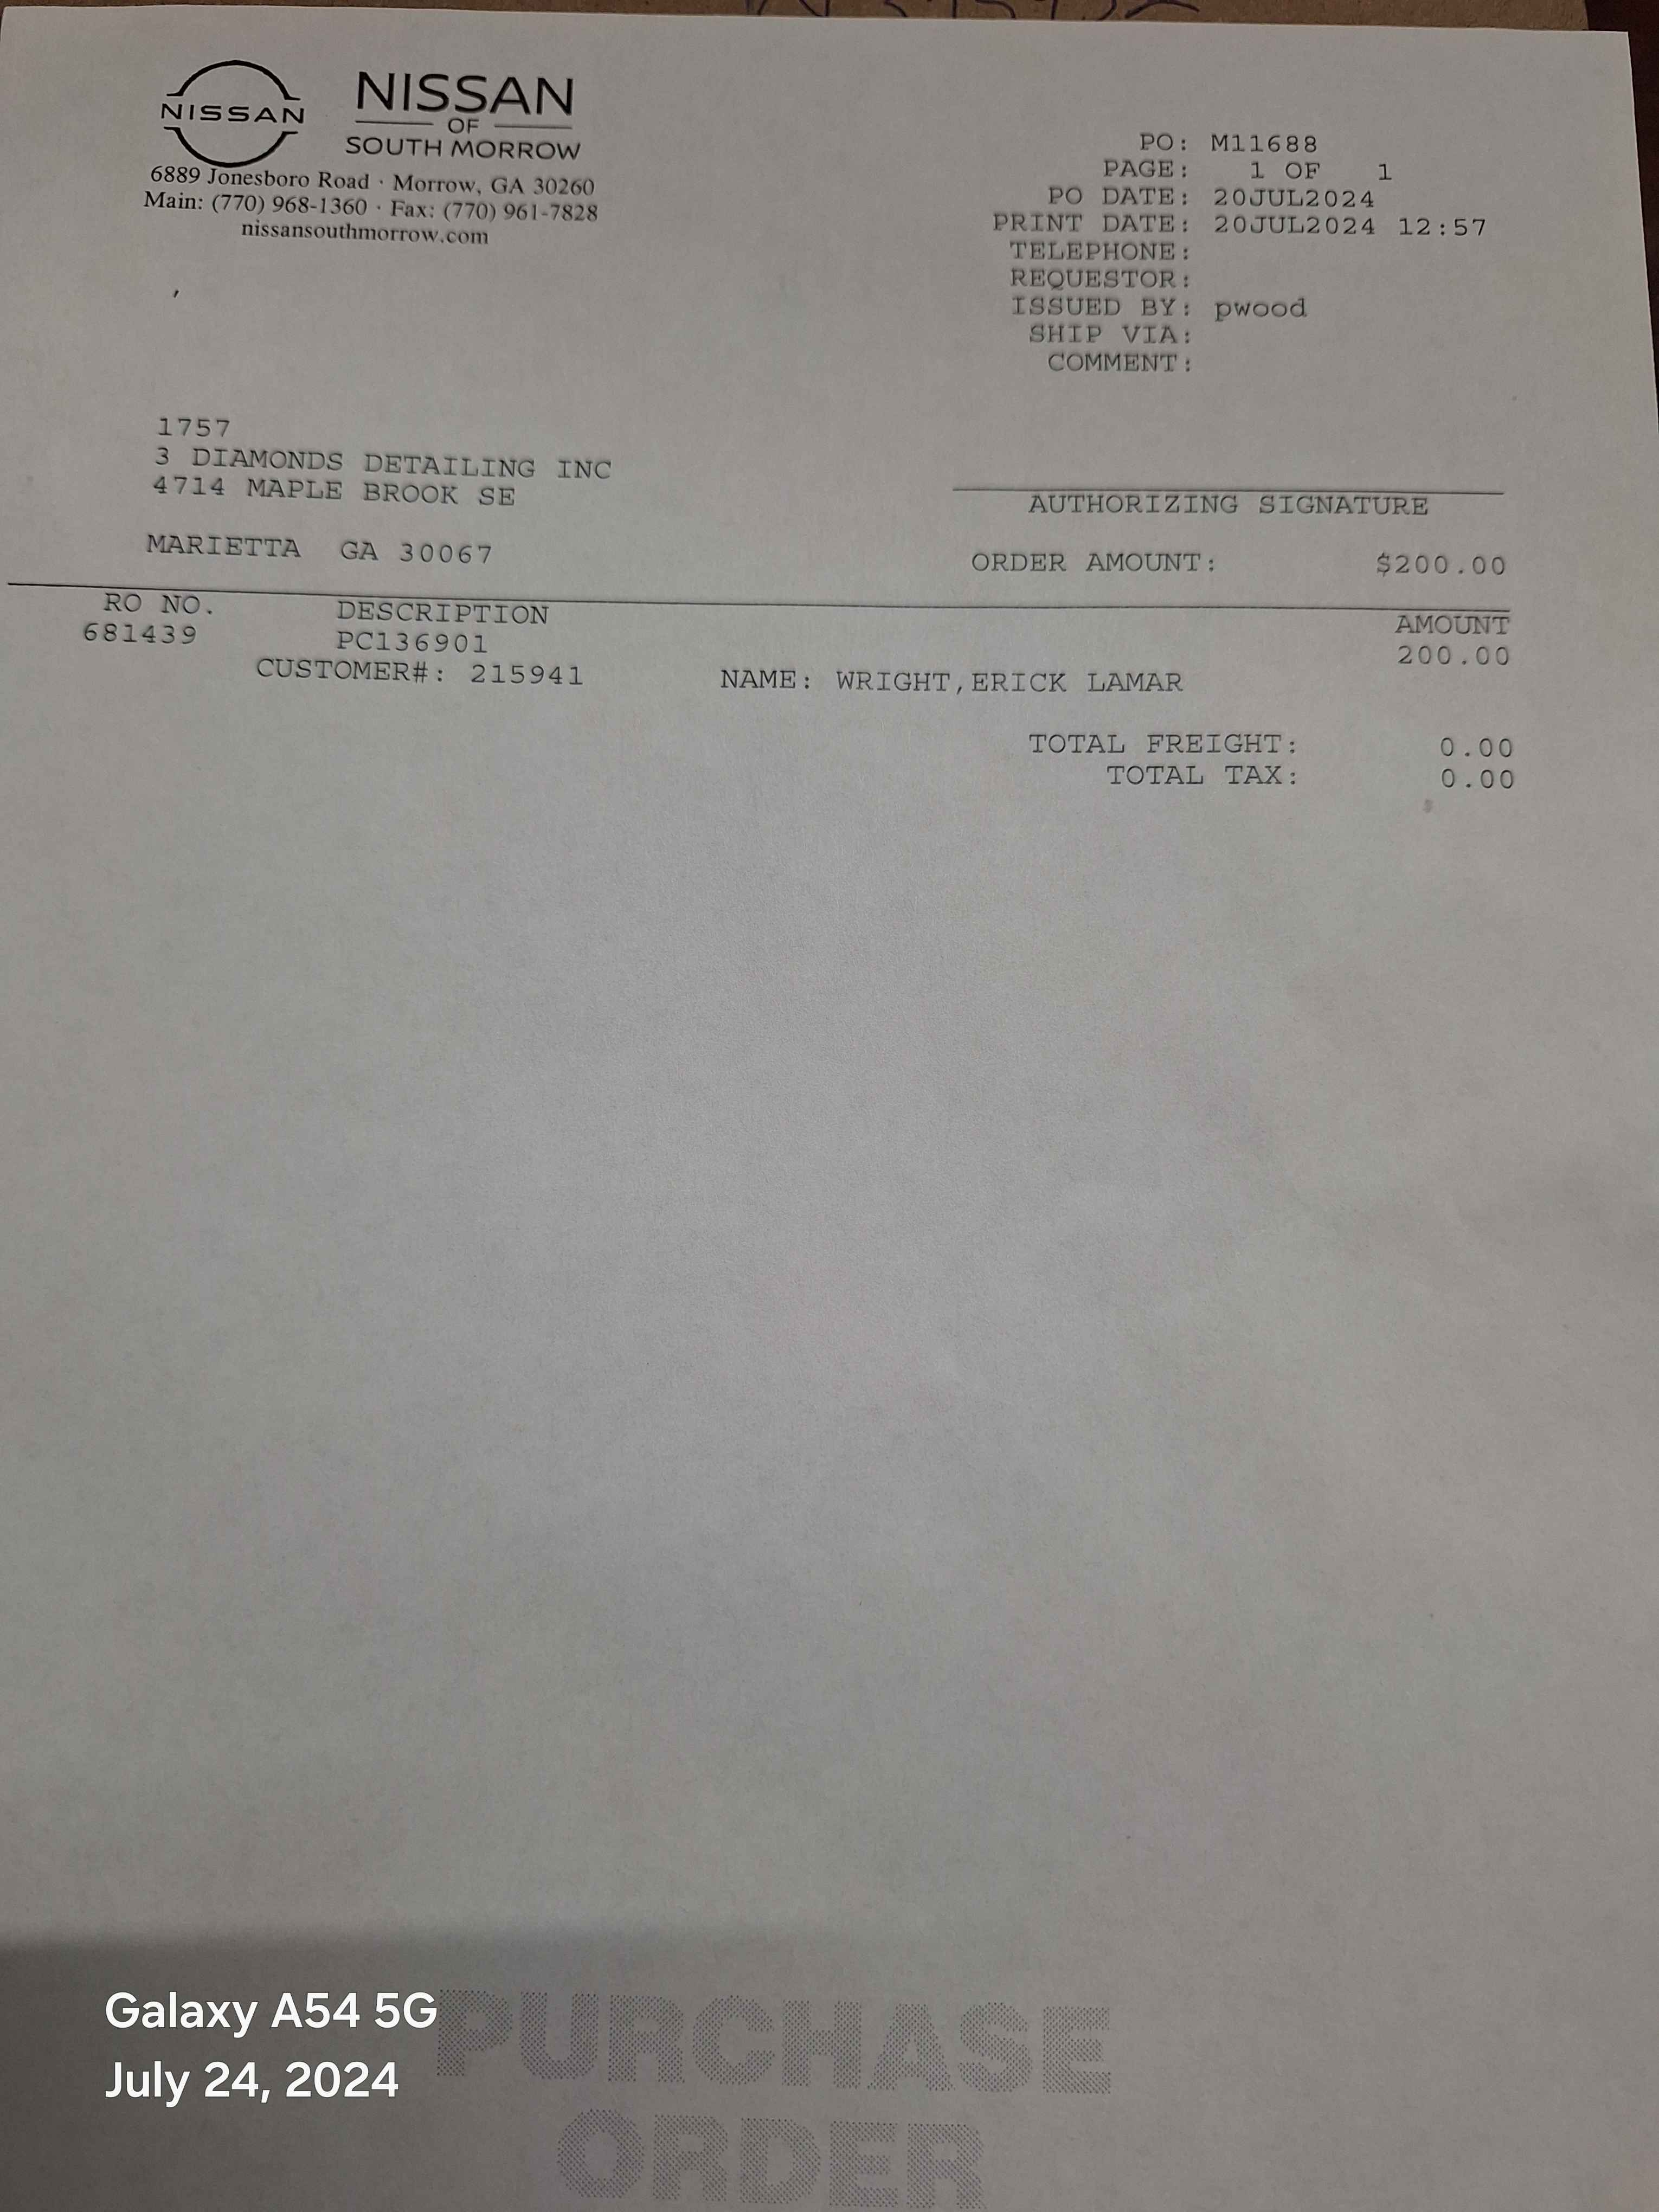 NISSAN
NISSAN
OF
SOUTH MORROW
6889 Jonesboro Road · Morrow, GA 30260
Main: (770) 968-1360 · Fax: (770) 961-7828
nissansouthmorrow.com
PO: M11688
PAGE: 1 OF 1
PO DATE: 20JUL2024
PRINT DATE: 20JUL2024 12:57
TELEPHONE:
REQUESTOR:
ISSUED BY: pwood
SHIP VIA:
COMMENT:
1757
3 DIAMONDS DETAILING INC
4714 MAPLE BROOK SE
MARIETTA GA 30067
AUTHORIZING SIGNATURE
ORDER AMOUNT: $200.00
RO NO. DESCRIPTION AMOUNT
681439 PC136901 200.00
CUSTOMER#: 215941 NAME: WRIGHT,ERICK LAMAR
TOTAL FREIGHT: 0.00
TOTAL TAX: 0.00
PURCHASE
ORDER
Galaxy A54 5G
July 24, 2024